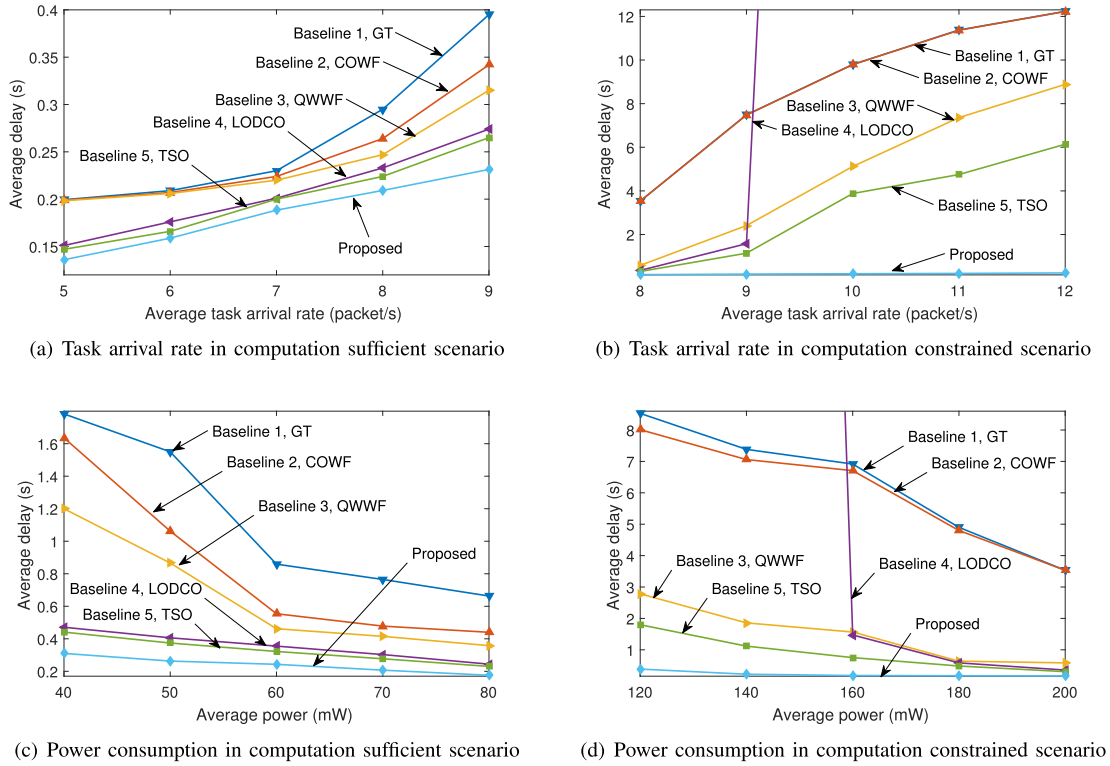 0.4
0.35
0.3
0.25
0.2
0.15
Average delay (s)
Baseline 1, GT
Baseline 2, COWF
Baseline 3, QWWF
Baseline 4, LODCO
Baseline 5, TSO
Proposed
5 6 7 8 9
Average task arrival rate (packet/s)
(a) Task arrival rate in computation sufficient scenario
12
10
8
6
4
2
Average delay (s)
Baseline 1, GT
Baseline 2, COWF
Baseline 3, QWWF
Baseline 4, LODCO
Baseline 5, TSO
Proposed
8 9 10 11 12
Average task arrival rate (packet/s)
(b) Task arrival rate in computation constrained scenario
1.6
1.4
1.2
1
0.8
0.6
0.4
0.2
Average delay (s)
Baseline 1, GT
Baseline 2, COWF
Baseline 3, QWWF
Proposed
Baseline 4, LODCO
Baseline 5, TSO
40 50 60 70 80
Average power (mW)
(c) Power consumption in computation sufficient scenario
8
7
6
5
4
3
2
1
Average delay (s)
Baseline 1, GT
Baseline 2, COWF
Baseline 3, QWWF
Baseline 4, LODCO
Baseline 5, TSO
Proposed
120 140 160 180 200
Average power (mW)
(d) Power consumption in computation constrained scenario